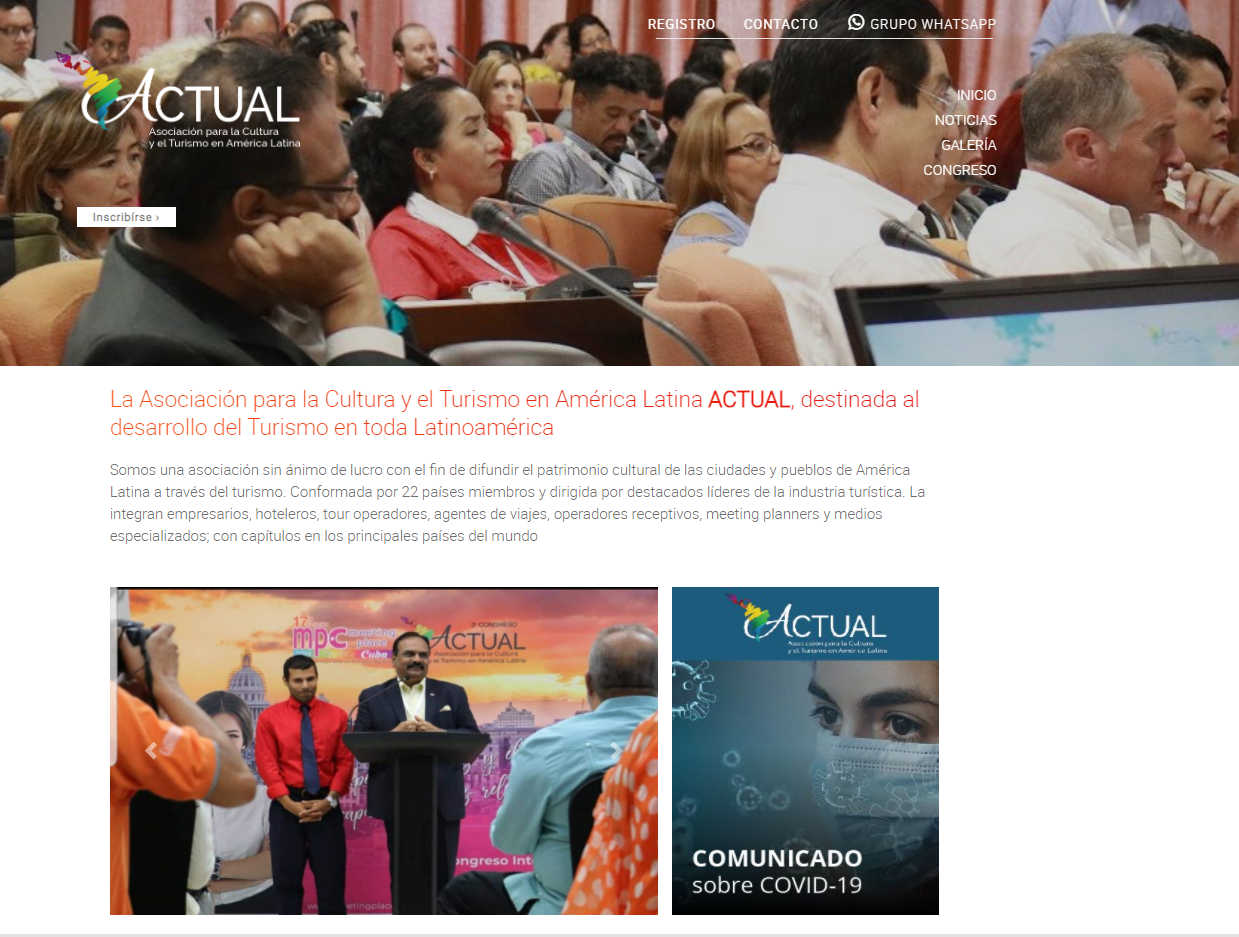 REGISTRO CONTACTO GRUPO WHATSAPP
ACTUAL
Asociación para la Cultura
y el Turismo en América Latina
INICIO
NOTICIAS
GALERÍA
CONGRESO
Inscribírse ›
La Asociación para la Cultura y el Turismo en América Latina ACTUAL, destinada al
desarrollo del Turismo en toda Latinoamérica
Somos una asociación sin ánimo de lucro con el fin de difundir el patrimonio cultural de las ciudades y pueblos de América
Latina a través del turismo. Conformada por 22 países miembros y dirigida por destacados líderes de la industria turística. La
integran empresarios, hoteleros, tour operadores, agentes de viajes, operadores receptivos, meeting planners y medios
especializados; con capítulos en los principales países del mundo
17
mpc meeting
place
Cuba
2º CONGRESO
ACTUAL
Asociación para la Cultura
y el Turismo en América Latina
ongreso Int
ACTUAL
Asociación para la Cultura
y el Turismo en América Latina
COMUNICADO
sobre COVID-19